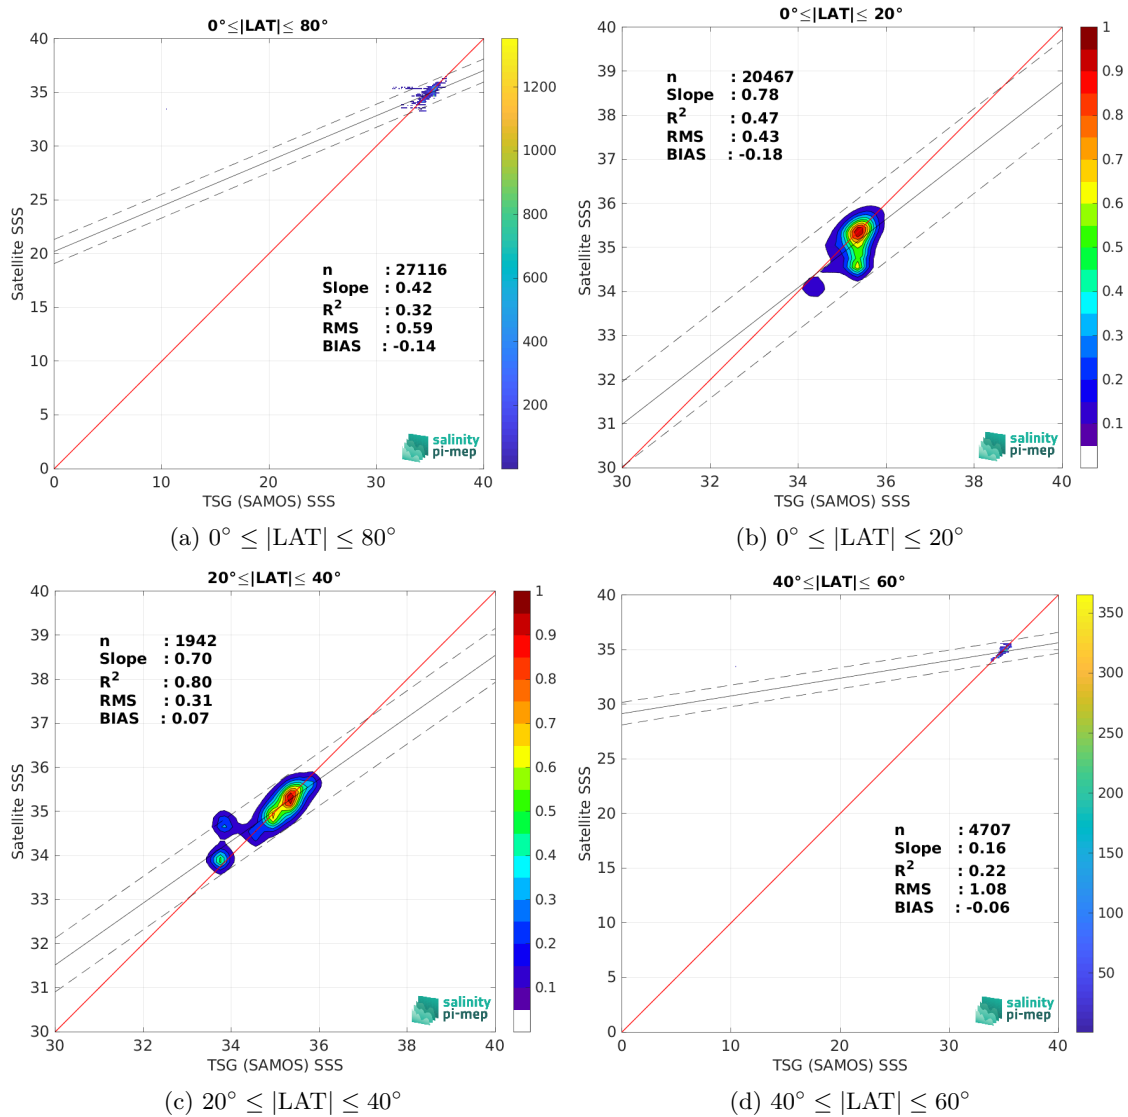 0°≤|LAT|≤ 80°
40
35
30
25
20
15
10
5
0
Satellite SSS
n : 27116
Slope : 0.42
R² : 0.32
RMS : 0.59
BIAS : -0.14
salinity
pi-mep
0 10 20 30 40
TSG (SAMOS) SSS
1200
1000
800
600
400
200
(a) 0° ≤ |LAT| ≤ 80°
0°≤|LAT|≤ 20°
40
39
38
37
36
35
34
33
32
31
30
Satellite SSS
n : 20467
Slope : 0.78
R² : 0.47
RMS : 0.43
BIAS : -0.18
salinity
pi-mep
30 32 34 36 38 40
TSG (SAMOS) SSS
1
0.9
0.8
0.7
0.6
0.5
0.4
0.3
0.2
0.1
(b) 0° ≤ |LAT| ≤ 20°
20°≤|LAT|≤ 40°
40
39
38
37
36
35
34
33
32
31
30
Satellite SSS
n : 1942
Slope : 0.70
R² : 0.80
RMS : 0.31
BIAS : 0.07
salinity
pi-mep
30 32 34 36 38 40
TSG (SAMOS) SSS
1
0.9
0.8
0.7
0.6
0.5
0.4
0.3
0.2
0.1
(c) 20° ≤ |LAT| ≤ 40°
40°≤|LAT|≤ 60°
40
35
30
25
20
15
10
5
0
Satellite SSS
n : 4707
Slope : 0.16
R² : 0.22
RMS : 1.08
BIAS : -0.06
salinity
pi-mep
0 10 20 30 40
TSG (SAMOS) SSS
350
300
250
200
150
100
50
(d) 40° ≤ |LAT| ≤ 60°